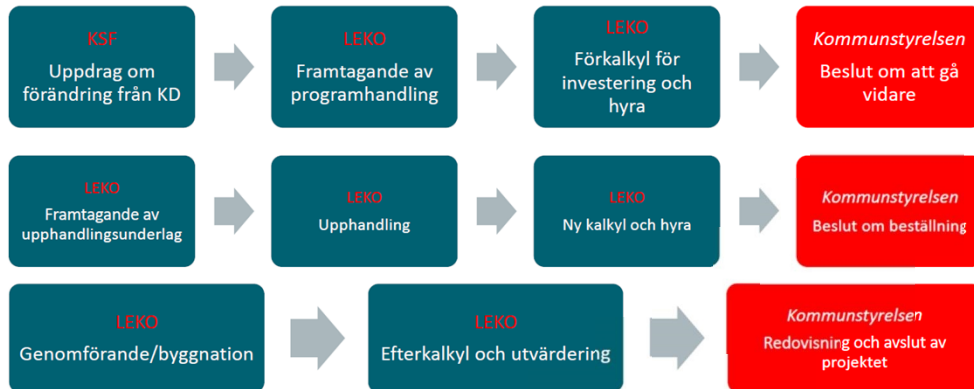 KSF
Uppdrag om
förändring från KD
LEKO
Framtagande av
programhandling
LEKO
Förkalkyl för
investering och
hyra
Kommunstyrelsen
Beslut om att gå
vidare
LEKO
Framtagande av
upphandlingsunderlag
LEKO
Upphandling
LEKO
Ny kalkyl och hyra
Kommunstyrelsen
Beslut om beställning
LEKO
Genomförande/byggnation
LEKO
Efterkalkyl och utvärdering
Kommunstyrelsen
Redovisning och avslut av
projektet